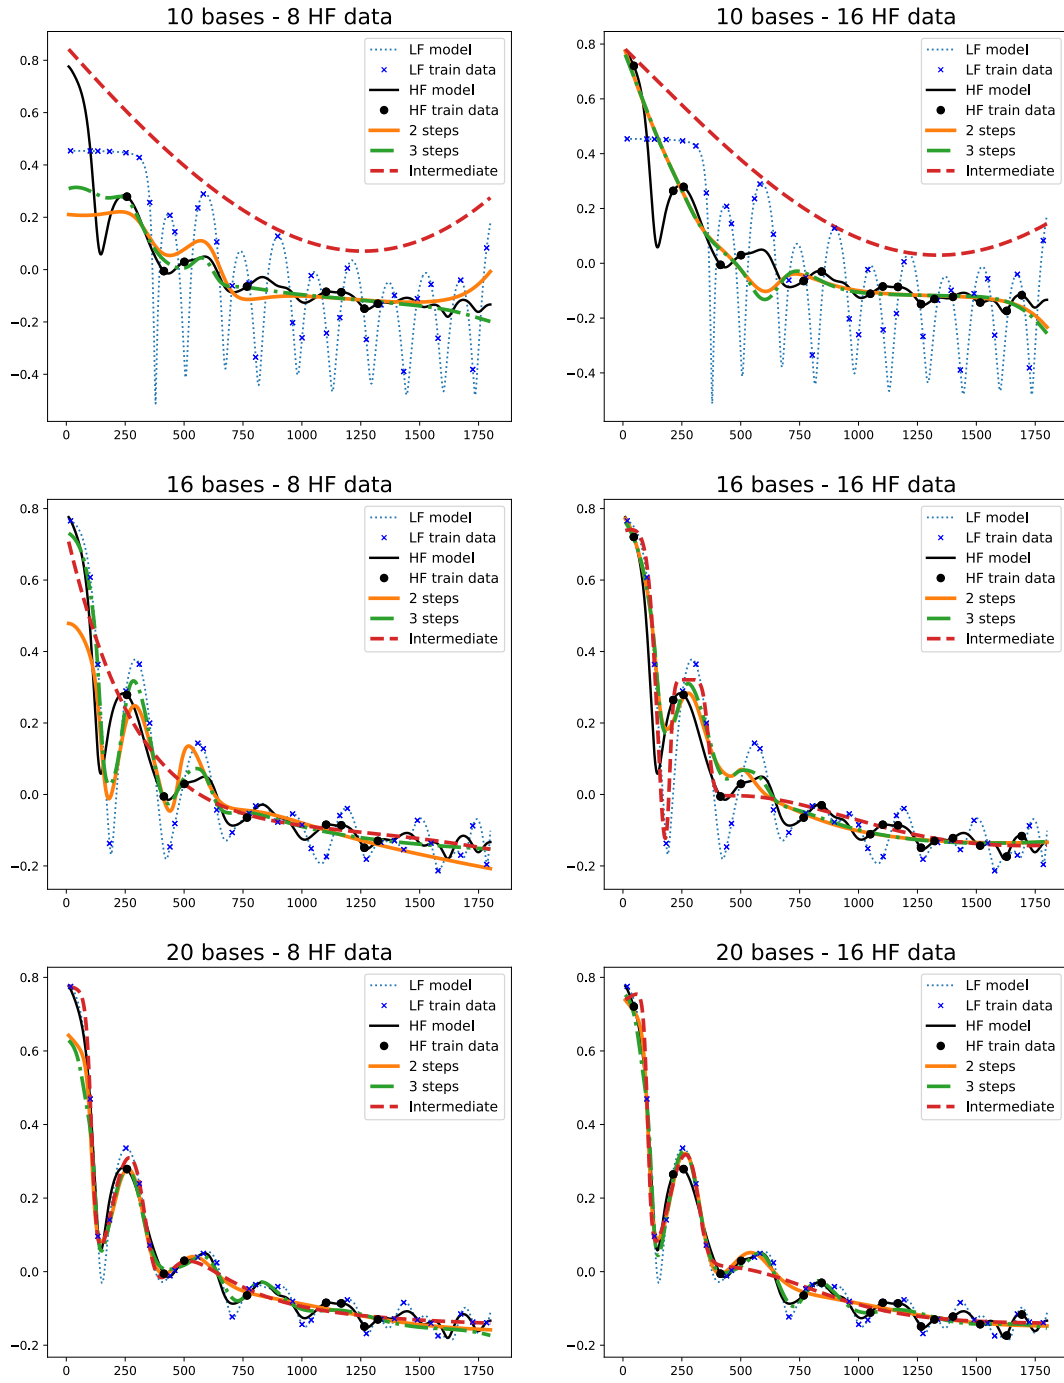 10 bases - 8 HF data
0.8
0.6
0.4
0.2
0.0
−0.2
−0.4
0
250
500
750
1000
1250
1500
1750
LF model
LF train data
HF model
HF train data
2 steps
3 steps
Intermediate
10 bases - 16 HF data
0.8
0.6
0.4
0.2
0.0
−0.2
−0.4
0
250
500
750
1000
1250
1500
1750
LF model
LF train data
HF model
HF train data
2 steps
3 steps
Intermediate
16 bases - 8 HF data
0.8
0.6
0.4
0.2
0.0
−0.2
0
250
500
750
1000
1250
1500
1750
LF model
LF train data
HF model
HF train data
2 steps
3 steps
Intermediate
16 bases - 16 HF data
0.8
0.6
0.4
0.2
0.0
−0.2
0
250
500
750
1000
1250
1500
1750
LF model
LF train data
HF model
HF train data
2 steps
3 steps
Intermediate
20 bases - 8 HF data
0.8
0.6
0.4
0.2
0.0
−0.2
0
250
500
750
1000
1250
1500
1750
LF model
LF train data
HF model
HF train data
2 steps
3 steps
Intermediate
20 bases - 16 HF data
0.8
0.6
0.4
0.2
0.0
−0.2
0
250
500
750
1000
1250
1500
1750
LF model
LF train data
HF model
HF train data
2 steps
3 steps
Intermediate